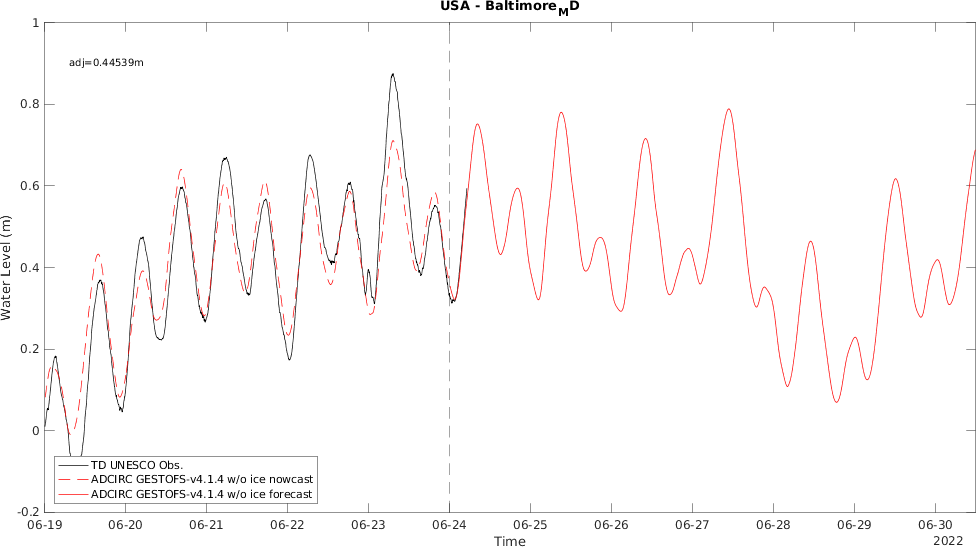 USA - Baltimore_MD
1
adj=0.44539m
0.8
0.6
0.4
0.2
0
-0.2
Water Level (m)
TD UNESCO Obs.
ADCIRC GESTOFS-v4.1.4 w/o ice nowcast
ADCIRC GESTOFS-v4.1.4 w/o ice forecast
06-19 06-20 06-21 06-22 06-23 06-24 06-25 06-26 06-27 06-28 06-29 06-30
Time
2022